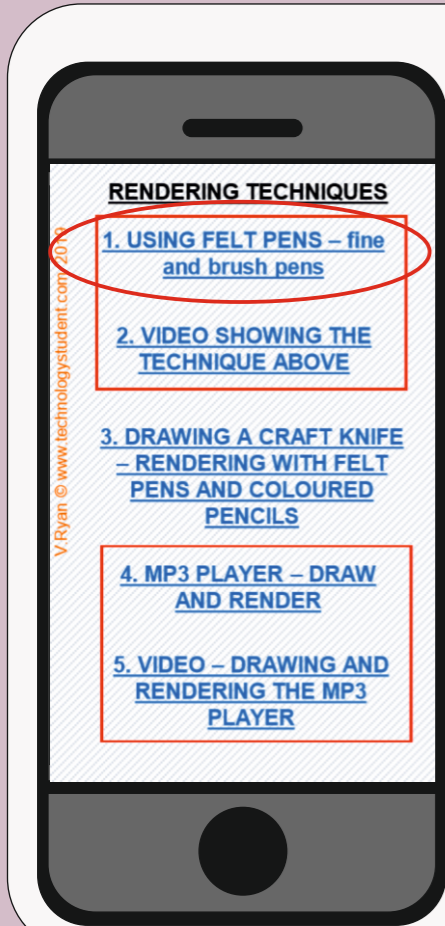 RENDERING TECHNIQUES
1. USING FELT PENS – fine
and brush pens
2. VIDEO SHOWING THE
TECHNIQUE ABOVE
3. DRAWING A CRAFT KNIFE
– RENDERING WITH FELT
PENS AND COLOURED
PENCILS
4. MP3 PLAYER – DRAW
AND RENDER
5. VIDEO – DRAWING AND
RENDERING THE MP3
PLAYER
V.Ryan © www.technologystudent.com 2019